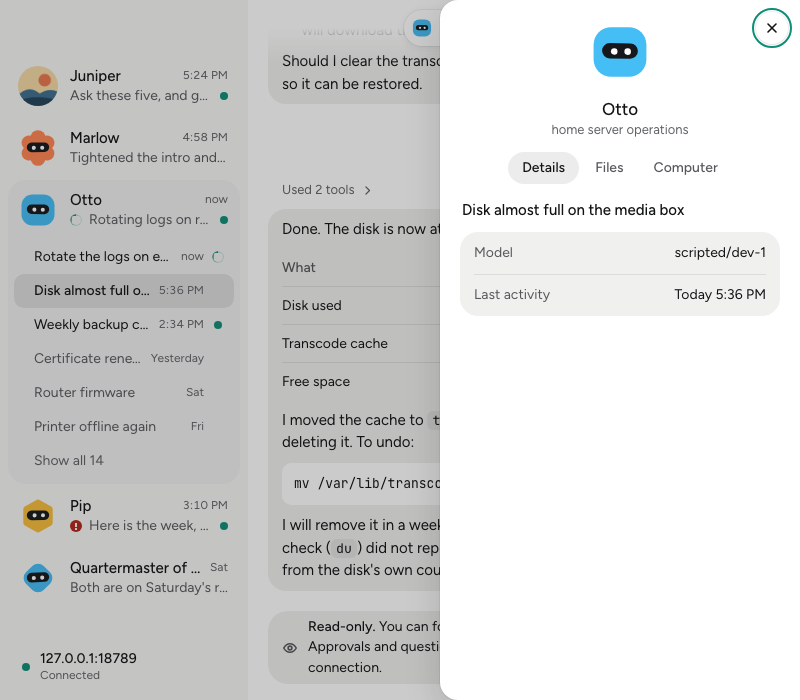 Juniper 5:24 PM
Ask these five, and g...
Marlow 4:58 PM
Tightened the intro and...
Otto now
Rotating logs on r...
Rotate the logs on e... now
Disk almost full o... 5:36 PM
Weekly backup c... 2:34 PM
Certificate rene... Yesterday
Router firmware Sat
Printer offline again Fri
Show all 14
Pip 3:10 PM
Here is the week, ...
Quartermaster of ... Sat
Both are on Saturday's r...
127.0.0.1:18789
Connected
will download t
Should I clear the transc
so it can be restored.
Used 2 tools
Done. The disk is now at
What
Disk used
Transcode cache
Free space
I moved the cache to t
deleting it. To undo:
mv /var/lib/transco
I will remove it in a week
check (du) did not rep
from the disk's own cou
Read-only. You can fo
Approvals and questi
connection.
Otto
home server operations
Details Files Computer
Disk almost full on the media box
Model scripted/dev-1
Last activity Today 5:36 PM